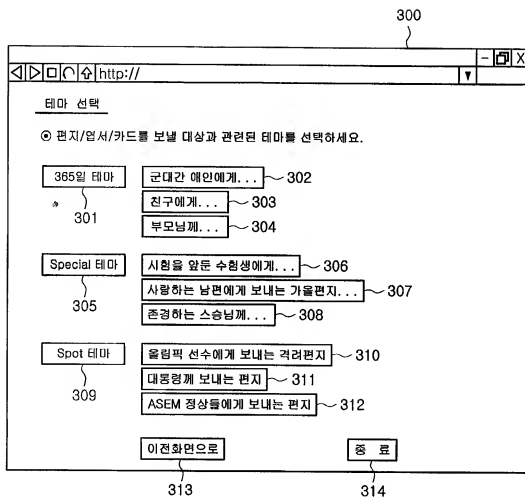 300
- X
http://
테마 선택
편지/엽서/카드를 보낼 대상과 관련된 테마를 선택하세요.
365일 테마 군대간 애인에게... 302
301 친구에게... 303
부모님께... 304
Special 테마 시험을 앞둔 수험생에게... 306
305 사랑하는 남편에게 보내는 가을편지... 307
존경하는 스승님께... 308
Spot 테마 올림픽 선수에게 보내는 격려편지 310
309 대통령께 보내는 편지 311
ASEM 정상들에게 보내는 편지 312
이전화면으로 종 료
313 314